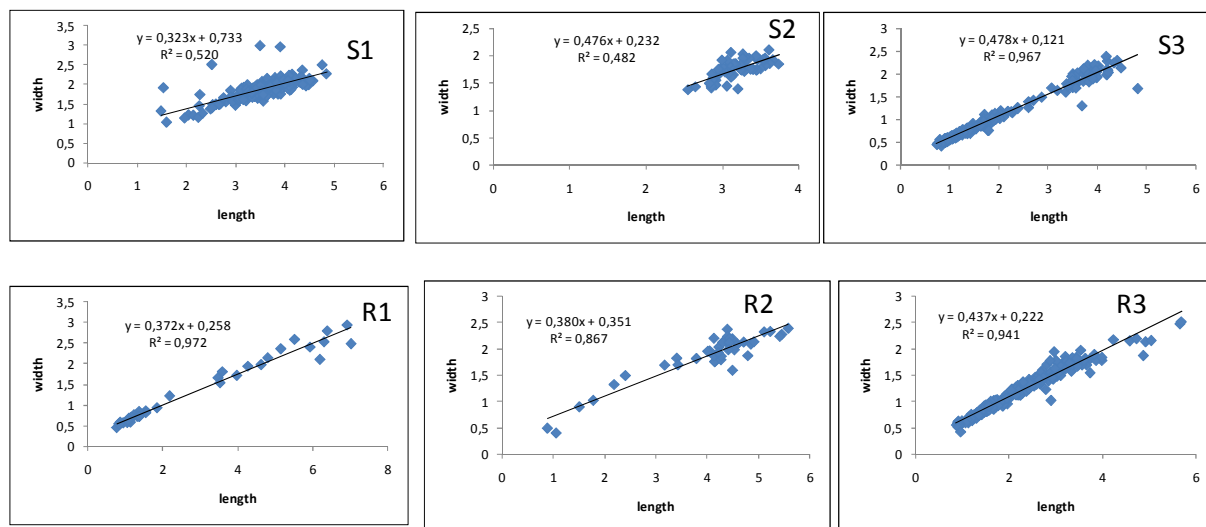 S1
y = 0,323x + 0,733
R² = 0,520
width
3,5
3
2,5
2
1,5
1
0,5
0
0 1 2 3 4 5 6
length
S2
y = 0,476x + 0,232
R² = 0,482
width
2,5
2
1,5
1
0,5
0
0 1 2 3 4
length
S3
y = 0,478x + 0,121
R² = 0,967
width
3
2,5
2
1,5
1
0,5
0
0 1 2 3 4 5 6
length
R1
y = 0,372x + 0,258
R² = 0,972
width
3,5
3
2,5
2
1,5
1
0,5
0
0 2 4 6 8
length
R2
y = 0,380x + 0,351
R² = 0,867
width
3
2,5
2
1,5
1
0,5
0
0 1 2 3 4 5 6
length
R3
y = 0,437x + 0,222
R² = 0,941
width
3
2,5
2
1,5
1
0,5
0
0 2 4 6
length